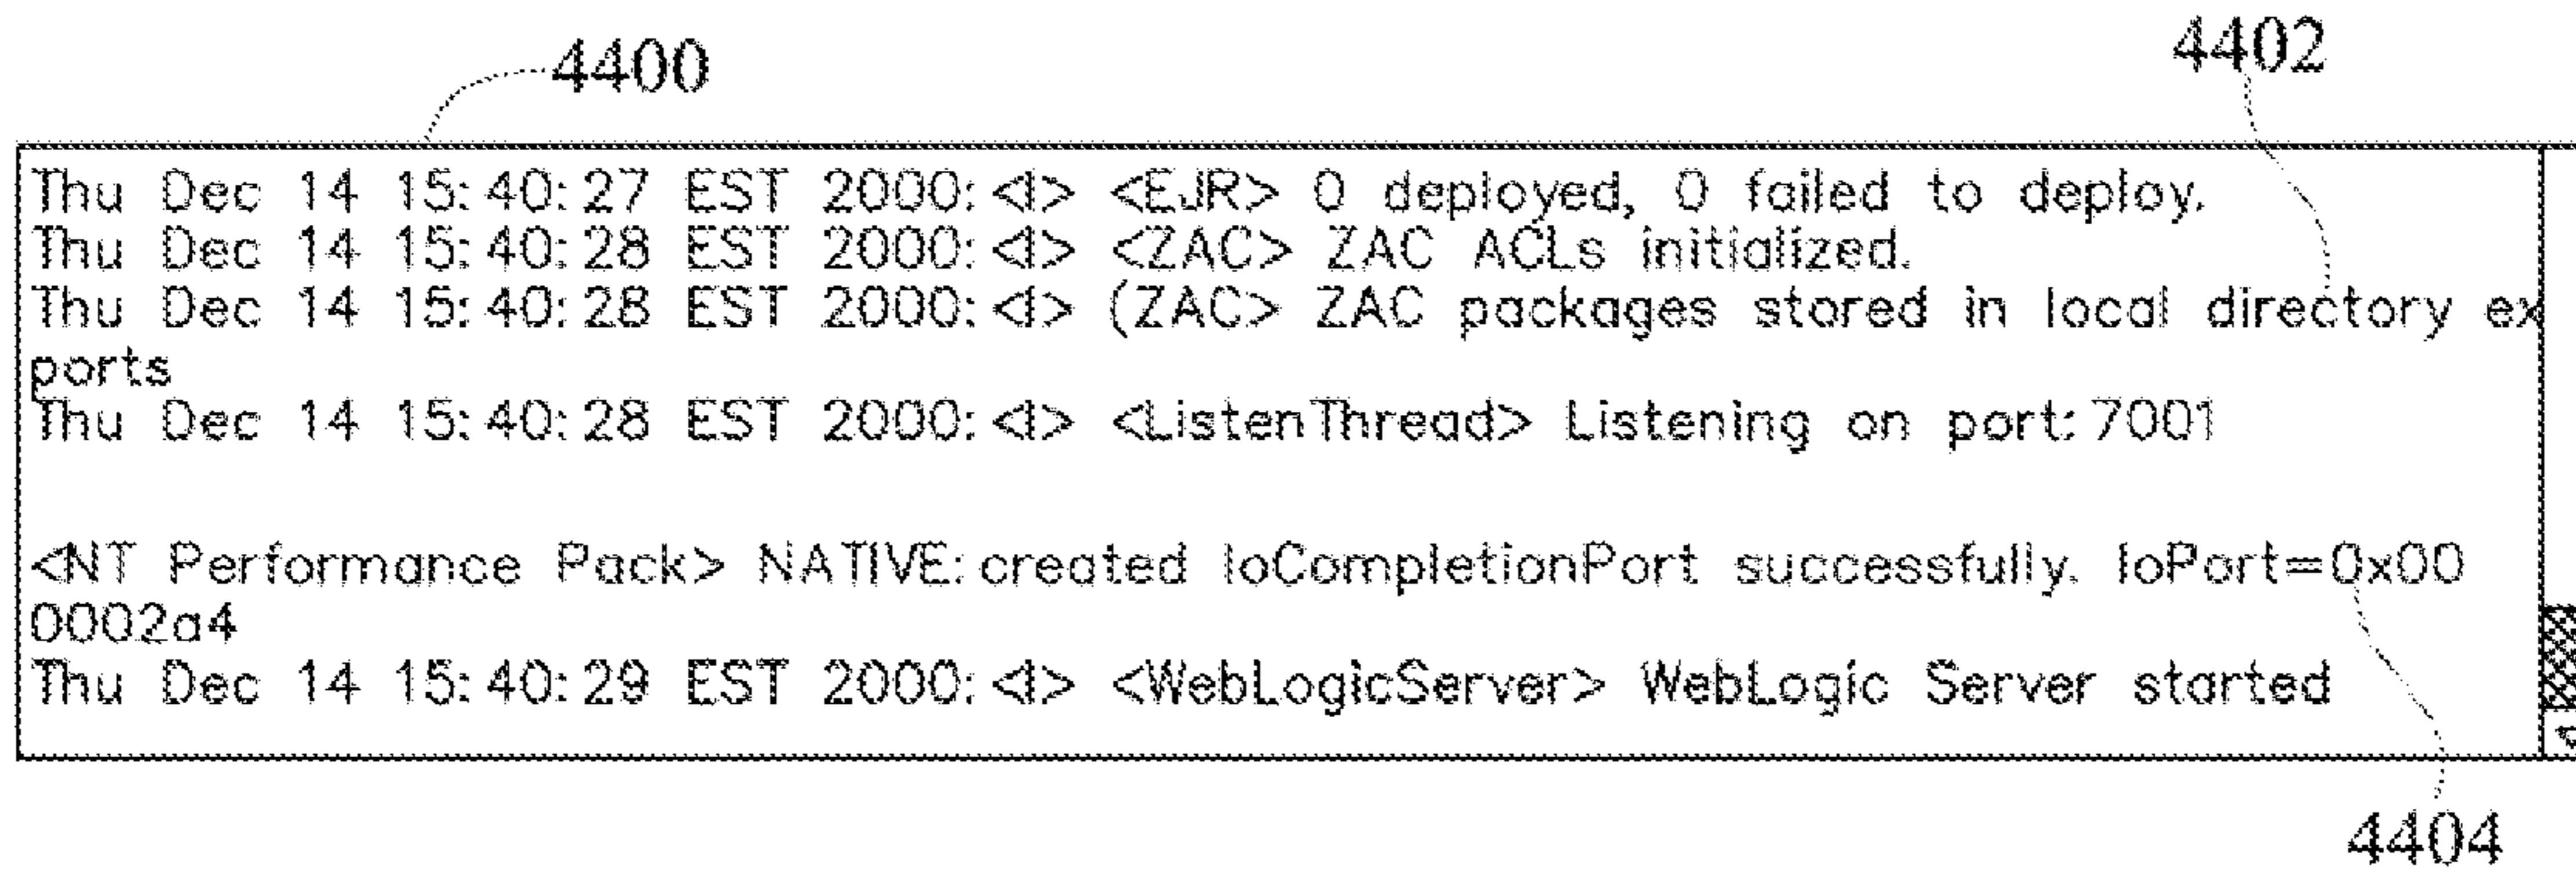 4400
4402
Thu Dec 14 15:40:27 EST 2000:<I> <EJR> 0 deployed, 0 failed to deploy.
Thu Dec 14 15:40:28 EST 2000:<I> <ZAC> ZAC ACLs initialized.
Thu Dec 14 15:40:28 EST 2000:<I> (ZAC> ZAC packages stored in local directory ex
ports
Thu Dec 14 15:40:28 EST 2000:<I> <ListenThread> Listening on port:7001
<NT Performance Pack> NATIVE:created IoCompletionPort successfully. IoPort=0x00
0002a4
Thu Dec 14 15:40:29 EST 2000:<I> <WebLogicServer> WebLogic Server started
4404